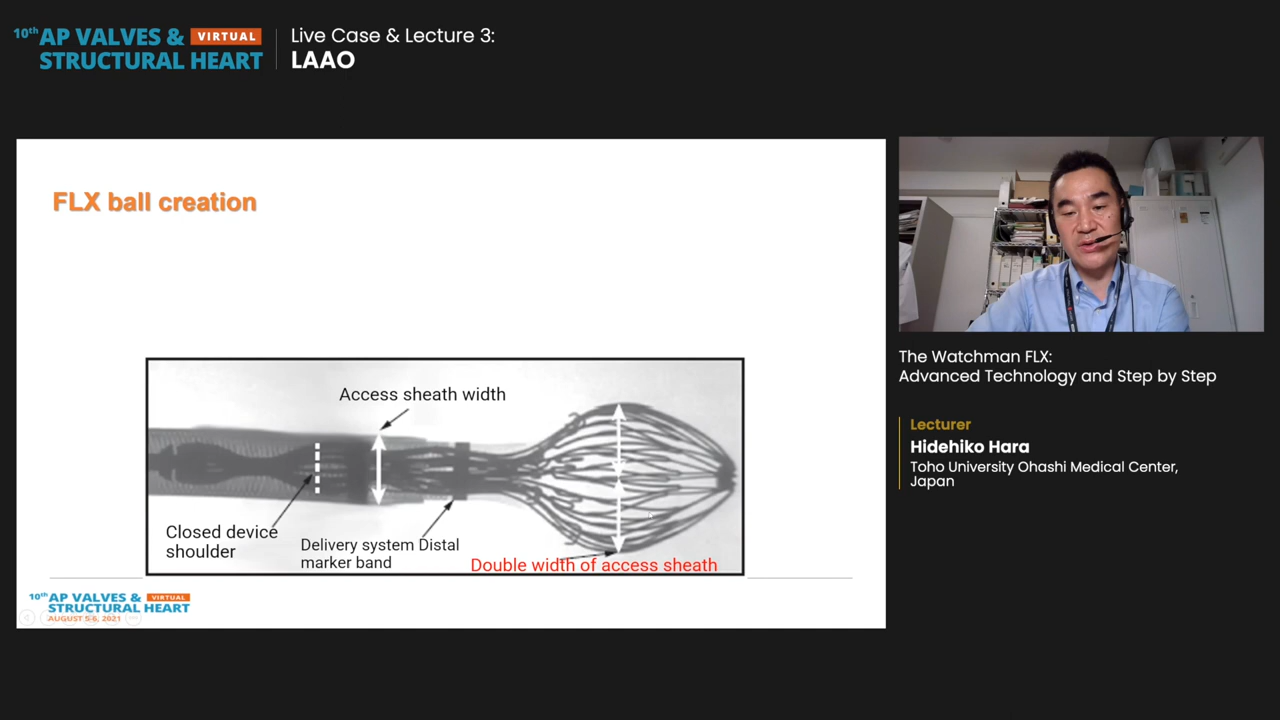 10th AP VALVES & VIRTUAL
STRUCTURAL HEART
Live Case & Lecture 3:
LAAO
FLX ball creation
Access sheath width
Closed device
shoulder
Delivery system Distal
marker band
Double width of access sheath
10th AP VALVES & VIRTUAL
STRUCTURAL HEART
AUGUST 5-6, 2021
The Watchman FLX:
Advanced Technology and Step by Step
Lecturer
Hidehiko Hara
Toho University Ohashi Medical Center,
Japan